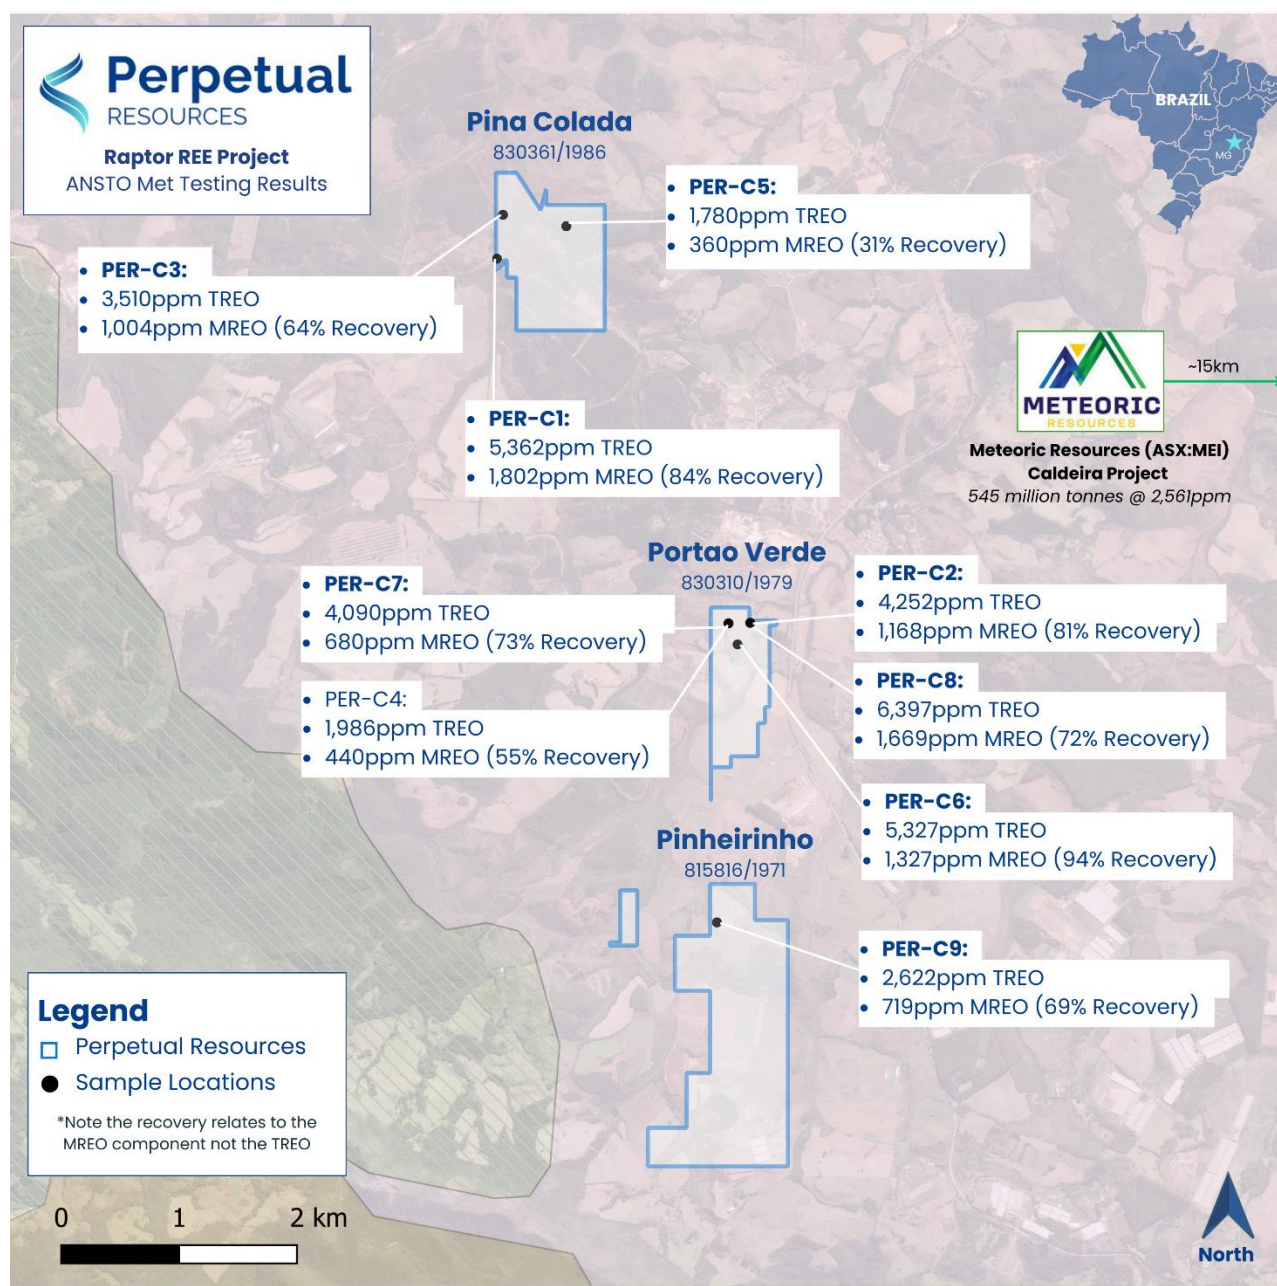 Perpetual
RESOURCES
Raptor REE Project
ANSTO Met Testing Results
BRAZIL
MG
Pina Colada
830361/1986
• PER-C5:
• 1,780ppm TREO
• 360ppm MREO (31% Recovery)
• PER-C3:
• 3,510ppm TREO
• 1,004ppm MREO (64% Recovery)
• PER-C1:
• 5,362ppm TREO
• 1,802ppm MREO (84% Recovery)
METEORIC
RESOURCES
~15km
Meteoric Resources (ASX:MEI)
Caldeira Project
545 million tonnes @ 2,561ppm
Portao Verde
830310/1979
• PER-C7:
• 4,090ppm TREO
• 680ppm MREO (73% Recovery)
• PER-C2:
• 4,252ppm TREO
• 1,168ppm MREO (81% Recovery)
• PER-C4:
• 1,986ppm TREO
• 440ppm MREO (55% Recovery)
• PER-C8:
• 6,397ppm TREO
• 1,669ppm MREO (72% Recovery)
• PER-C6:
• 5,327ppm TREO
• 1,327ppm MREO (94% Recovery)
Pinheirinho
815816/1971
• PER-C9:
• 2,622ppm TREO
• 719ppm MREO (69% Recovery)
Legend
Perpetual Resources
Sample Locations
*Note the recovery relates to the
MREO component not the TREO
0 1 2 km
North